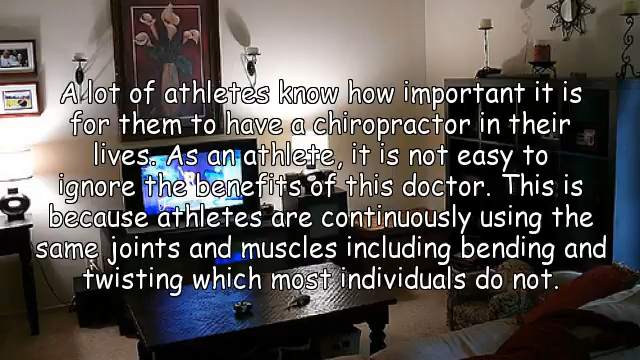 A lot of athletes know how important it is
for them to have a chiropractor in their
lives. As an athlete, it is not easy to
ignore the benefits of this doctor. This is
because athletes are continuously using the
same joints and muscles including bending and
twisting which most individuals do not.